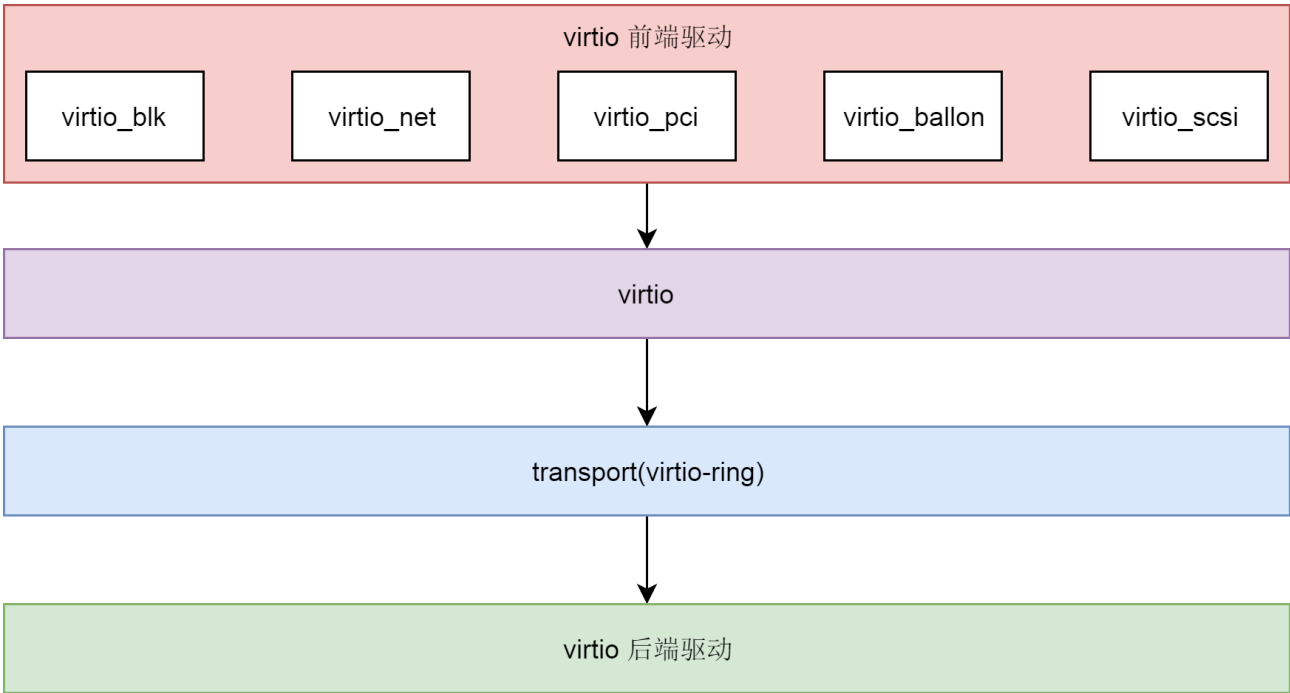 virtio 前端驱动
virtio_blk
virtio_net
virtio_pci
virtio_ballon
virtio_scsi
virtio
transport(virtio-ring)
virtio 后端驱动